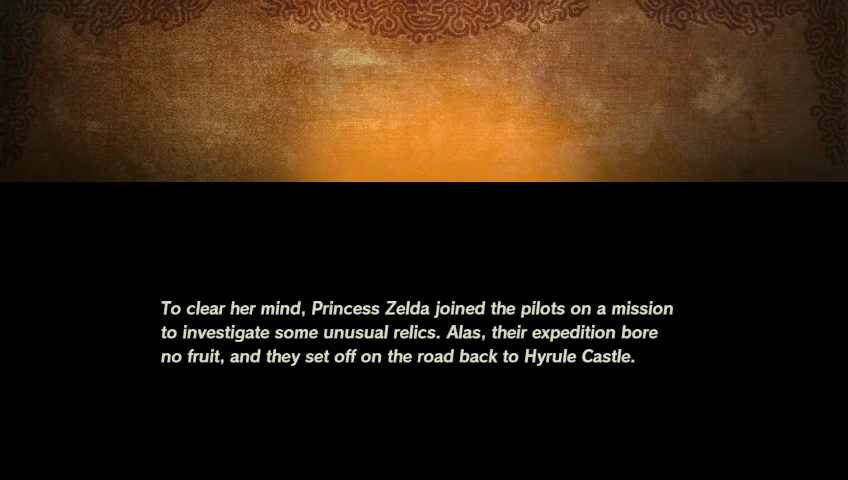 To clear her mind, Princess Zelda joined the pilots on a mission
to investigate some unusual relics. Alas, their expedition bore
no fruit, and they set off on the road back to Hyrule Castle.